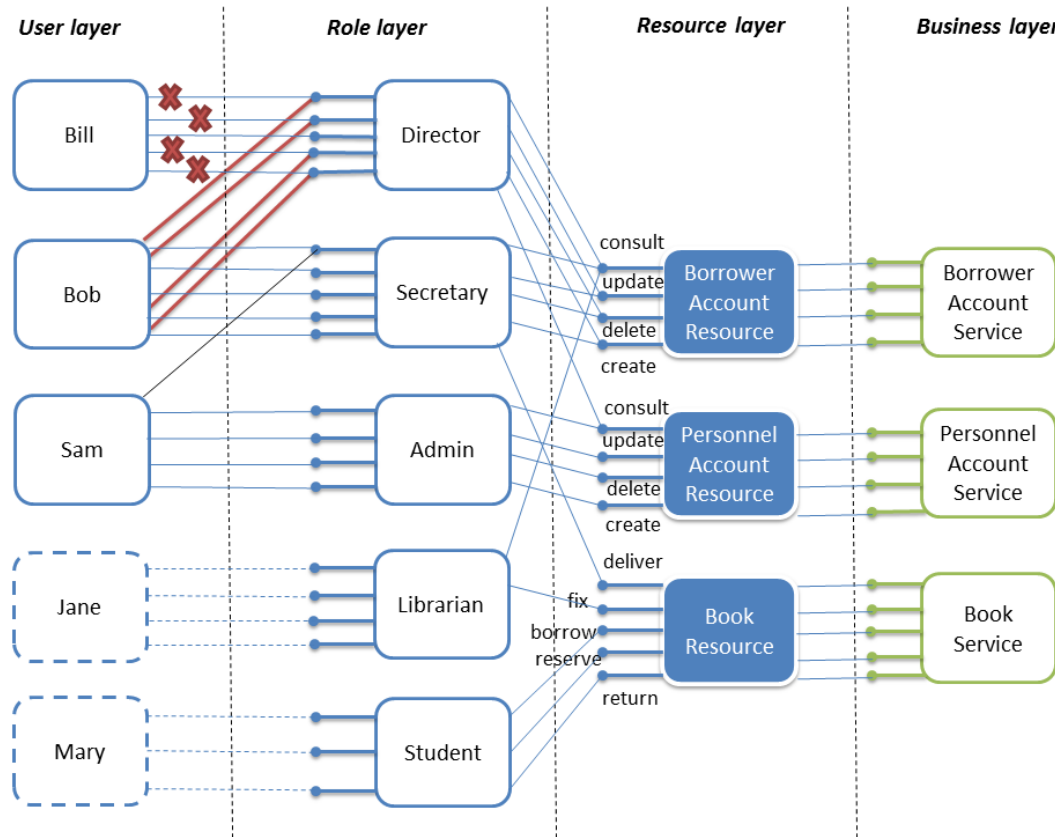 User layer
Role layer
Resource layer
Business layer
Bill
Director
Bob
Secretary
consult
update
delete
create
Borrower
Account
Resource
Borrower
Account
Service
Sam
Admin
consult
update
delete
create
Personnel
Account
Resource
Personnel
Account
Service
Jane
Librarian
deliver
fix
borrow
reserve
return
Book
Resource
Book
Service
Mary
Student